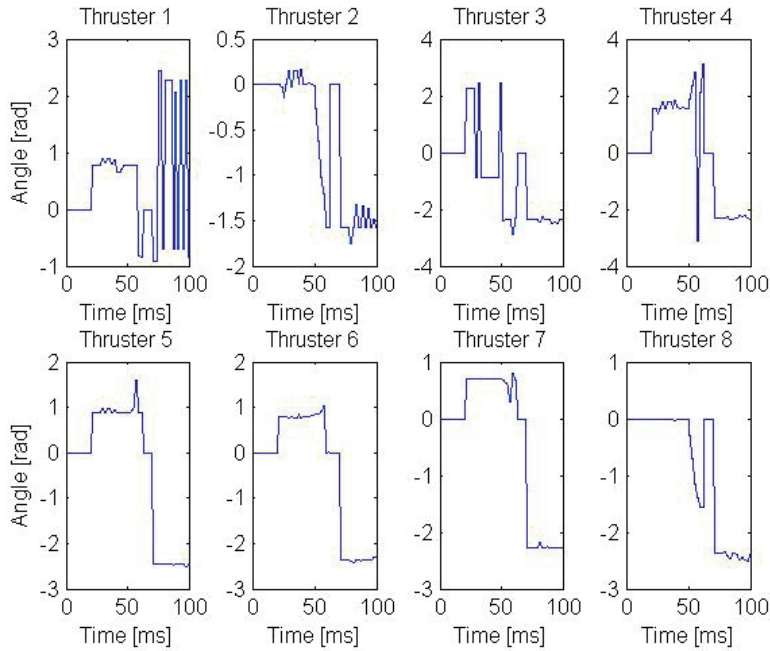 Thruster 1 Thruster 2 Thruster 3 Thruster 4
3 0.5 4 4
2 0 2 2
1 -0.5 0 0
0 -1 -2 -2
-1 -1.5 -4 -4
-2
Angle [rad]
0 50 100 0 50 100 0 50 100 0 50 100
Time [ms] Time [ms] Time [ms] Time [ms]
Thruster 5 Thruster 6 Thruster 7 Thruster 8
2 2 1 1
1 1 0 0
0 0 -1 -1
-1 -1 -2 -2
-2 -2 -3 -3
-3 -3
Angle [rad]
0 50 100 0 50 100 0 50 100 0 50 100
Time [ms] Time [ms] Time [ms] Time [ms]